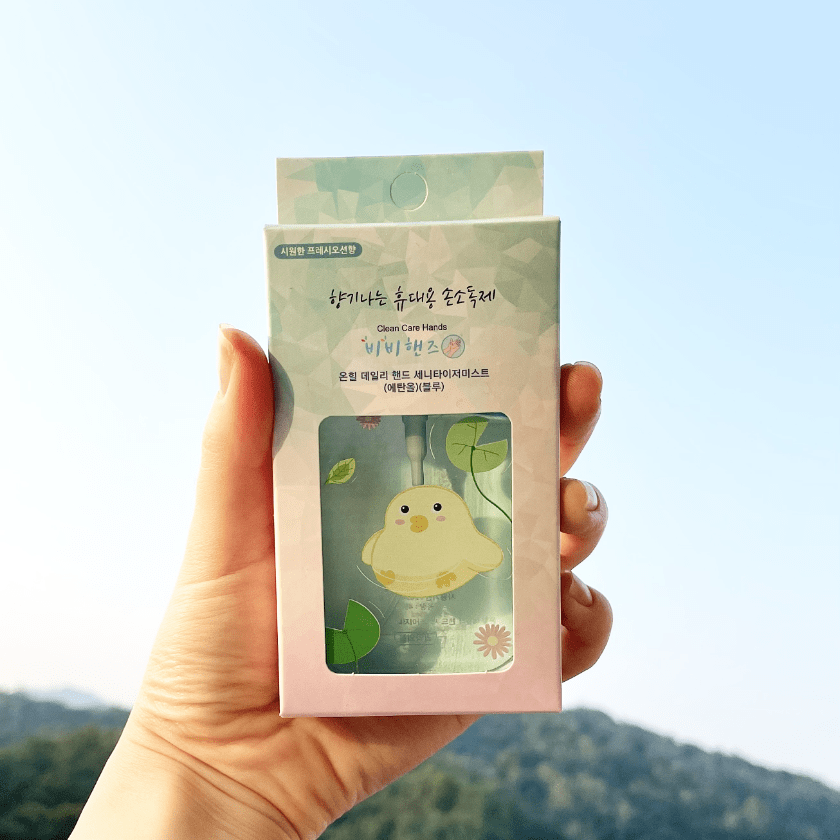 시원한 프레시오션향
향기나는 휴대용 손소독제
Clean Care Hands
비비핸즈
온힐 데일리 핸드 세니타이저미스트
(에탄올)(블루)